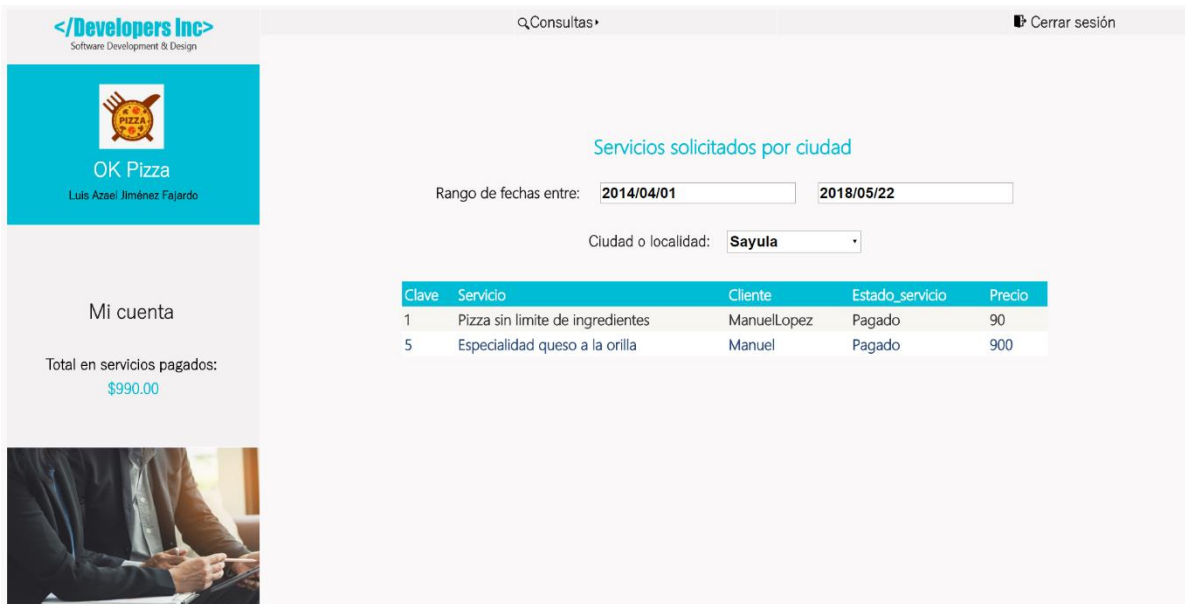 </Developers Inc>
Software Development & Design
Consultas
Cerrar sesión
PIZZA
OK Pizza
Luis Azael Jiménez Fajardo
Mi cuenta
Total en servicios pagados:
$990.00
Servicios solicitados por ciudad
Rango de fechas entre: 2014/04/01 2018/05/22
Ciudad o localidad: Sayula
Clave Servicio Cliente Estado_servicio Precio
1 Pizza sin limite de ingredientes ManuelLopez Pagado 90
5 Especialidad queso a la orilla Manuel Pagado 900